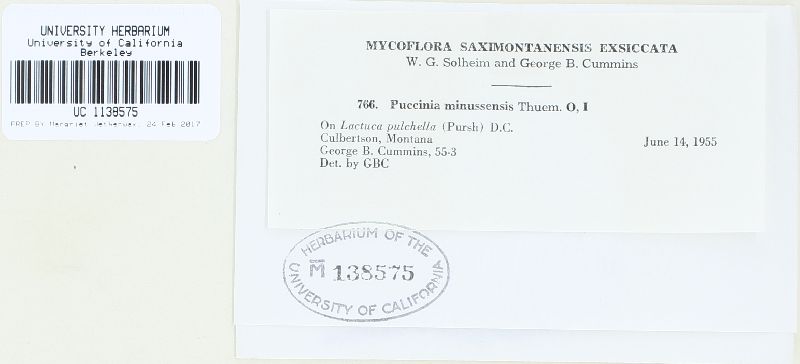 UNIVERSITY HERBARIUM
University of California
Berkeley
UC 1138575
PREP By Margriet Wetherwax, 24 Feb 2017
MYCOFLORA SAXIMONTANENSIS EXSICCATA
W. G. Solheim and George B. Cummins
766. Puccinia minussensis Thuem. O, I
On Lactuca pulchella (Pursh) D.C.
Culbertson, Montana
June 14, 1955
George B. Cummins, 55-3
Det. by GBC
HERBARIUM OF THE
M 138575
UNIVERSITY OF CALIFORNIA